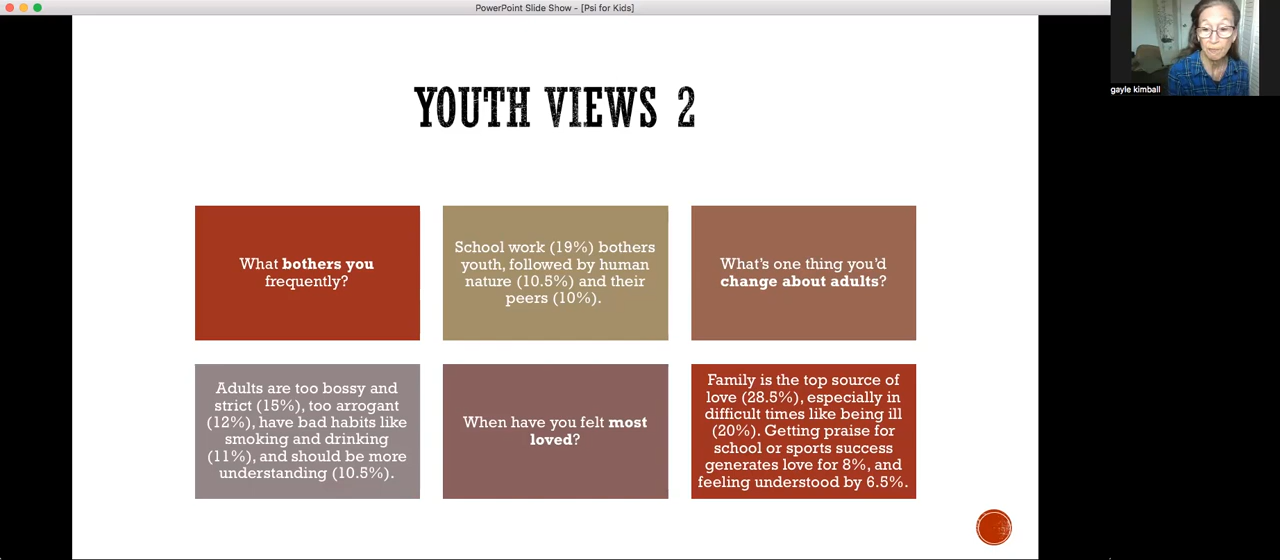 PowerPoint Slide Show - [Psi for Kids]
gayle kimball
YOUTH VIEWS 2
What bothers you
frequently?
School work (19%) bothers
youth, followed by human
nature (10.5%) and their
peers (10%).
What's one thing you'd
change about adults?
Adults are too bossy and
strict (15%), too arrogant
(12%), have bad habits like
smoking and drinking
(11%), and should be more
understanding (10.5%).
When have you felt most
loved?
Family is the top source of
love (28.5%), especially in
difficult times like being ill
(20%). Getting praise for
school or sports success
generates love for 8%, and
feeling understood by 6.5%.